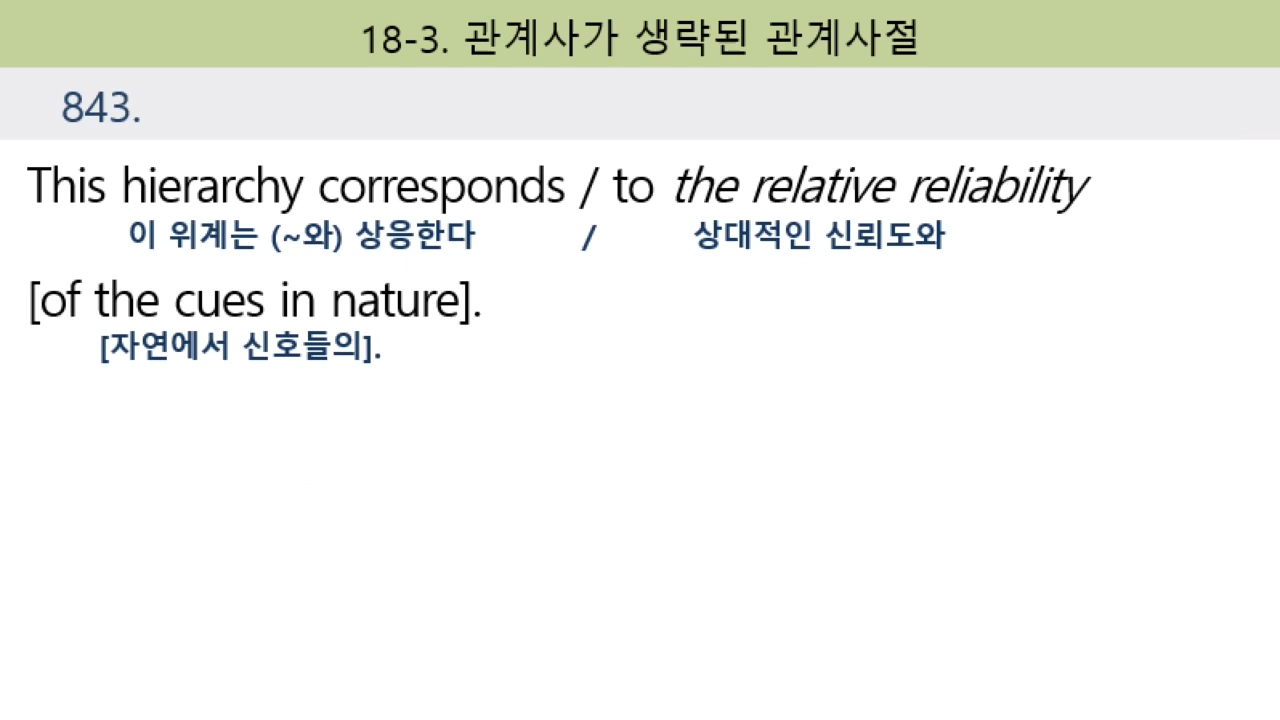 18-3. 관계사가 생략된 관계사절
843.
This hierarchy corresponds / to the relative reliability
이 위계는 (~와) 상응한다 / 상대적인 신뢰도와
[of the cues in nature].
[자연에서 신호들의].